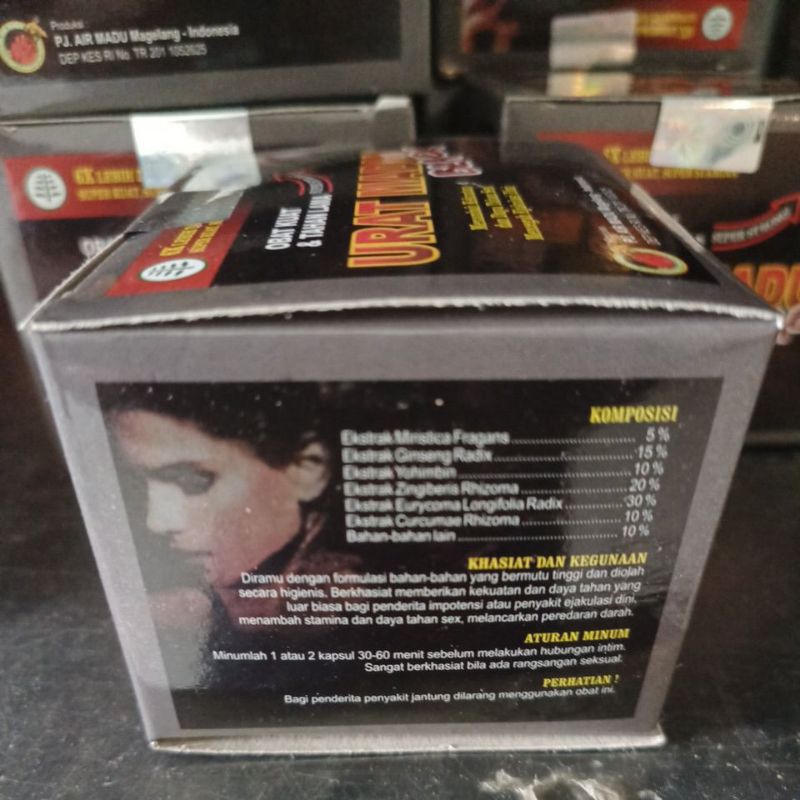 Produksi
PJ. AIR MADU Magelang - Indonesia
DEP KES RI No. TR 201 1052625
6X LEBIH
OBAT KUAT
& TAHAN LAMA
URAT MADU
KOMPOSISI
Ekstrak Miristica Fragans 5 %
Ekstrak Ginseng Radix 15 %
Ekstrak Yohimbin 10 %
Ekstrak Zingiberis Rhizoma 20 %
Ekstrak Eurycoma Longifolia Radix 30 %
Ekstrak Curcumae Rhizoma 10 %
Bahan-bahan lain 10 %
KHASIAT DAN KEGUNAAN
Diramu dengan formulasi bahan-bahan yang bermutu tinggi dan diolah
secara higienis. Berkhasiat memberikan kekuatan dan daya tahan yang
luar biasa bagi penderita impotensi atau penyakit ejakulasi dini,
menambah stamina dan daya tahan sex, melancarkan peredaran darah.
ATURAN MINUM
Minumlah 1 atau 2 kapsul 30-60 menit sebelum melakukan hubungan intim.
Sangat berkhasiat bila ada rangsangan seksual.
PERHATIAN !
Bagi penderita penyakit jantung dilarang menggunakan obat ini.